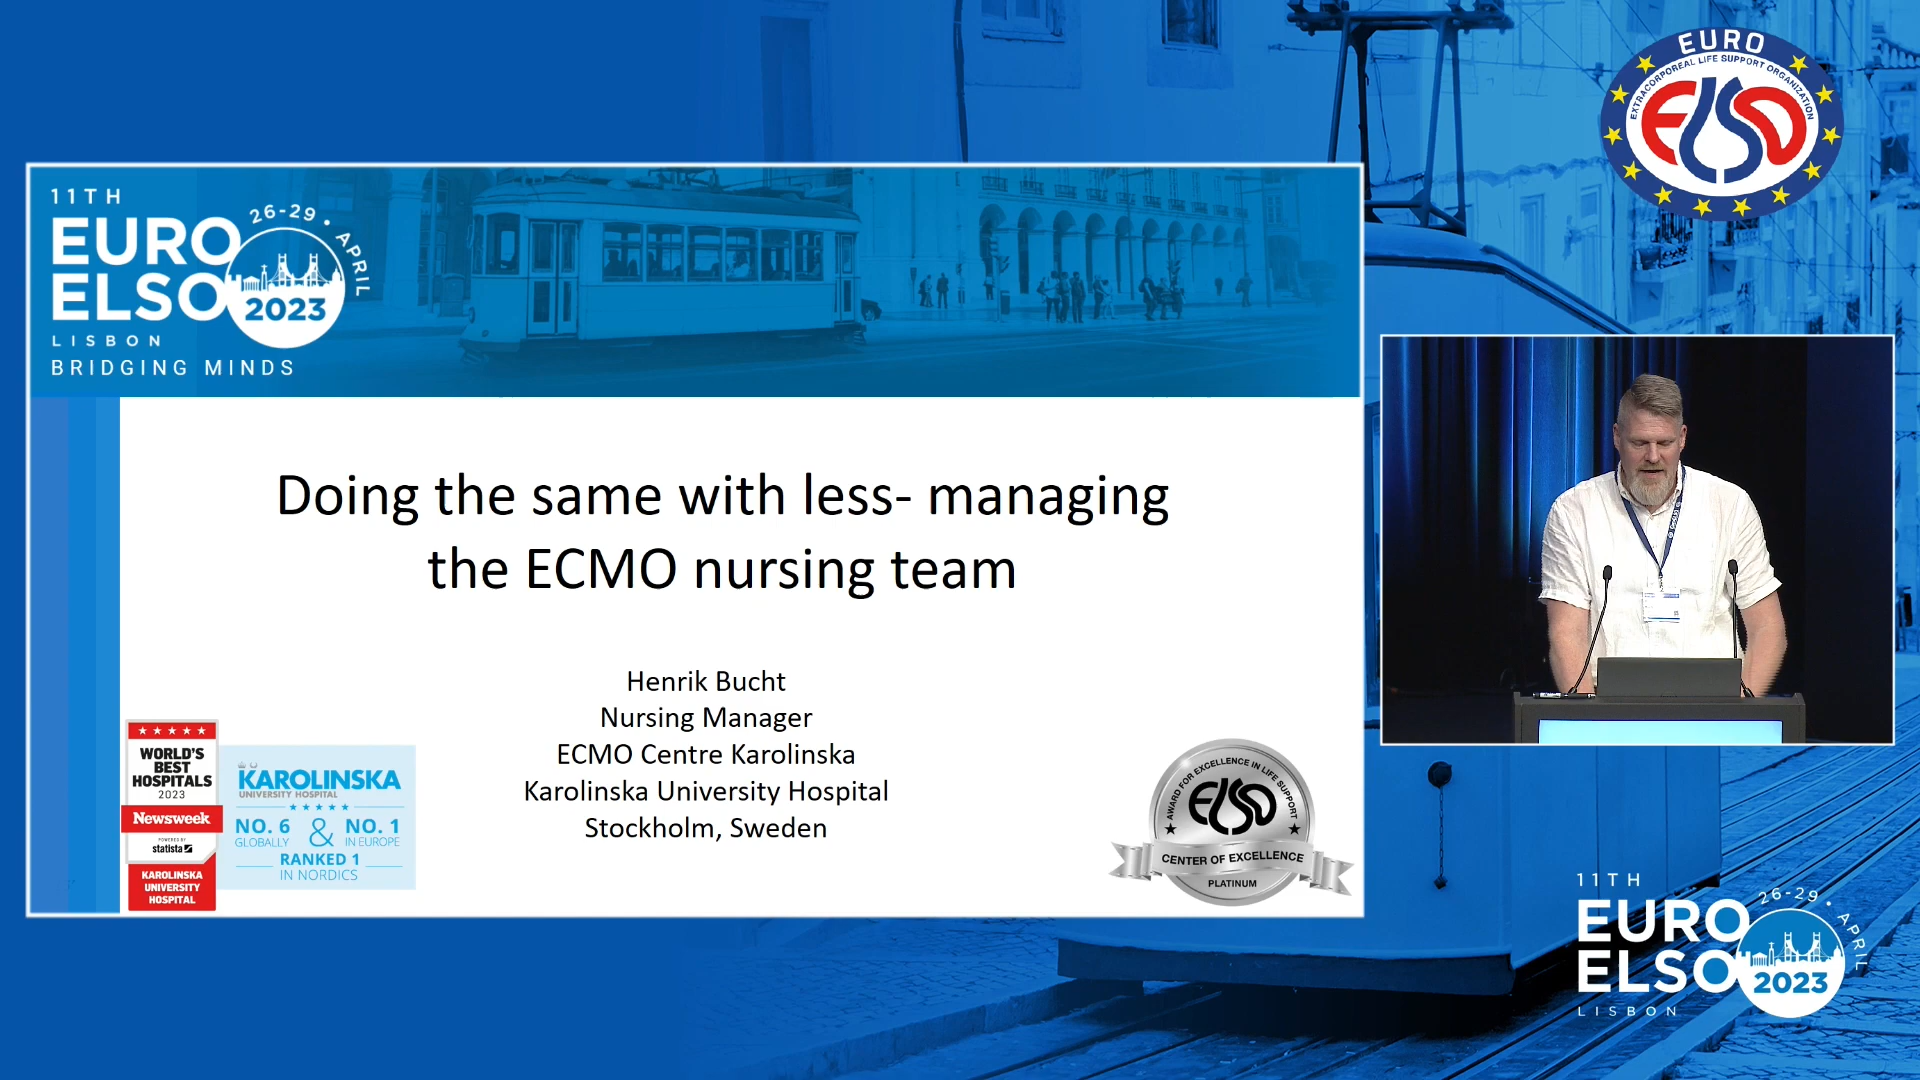 EURO
EXTRACORPOREAL LIFE SUPPORT ORGANIZATION
ELSO
11TH
EURO
ELSO
26-29 • APRIL
2023
LISBON
BRIDGING MINDS
Doing the same with less- managing
the ECMO nursing team
Henrik Bucht
Nursing Manager
ECMO Centre Karolinska
Karolinska University Hospital
Stockholm, Sweden
WORLD'S
BEST
HOSPITALS
2023
Newsweek
POWERED BY
statista
KAROLINSKA
UNIVERSITY
HOSPITAL
KAROLINSKA
UNIVERSITY HOSPITAL
NO. 6
GLOBALLY
&
NO. 1
IN EUROPE
RANKED 1
IN NORDICS
AWARD FOR EXCELLENCE IN LIFE SUPPORT
ELSO
CENTER OF EXCELLENCE
PLATINUM
11TH
EURO
ELSO
26-29 • APRIL
2023
LISBON